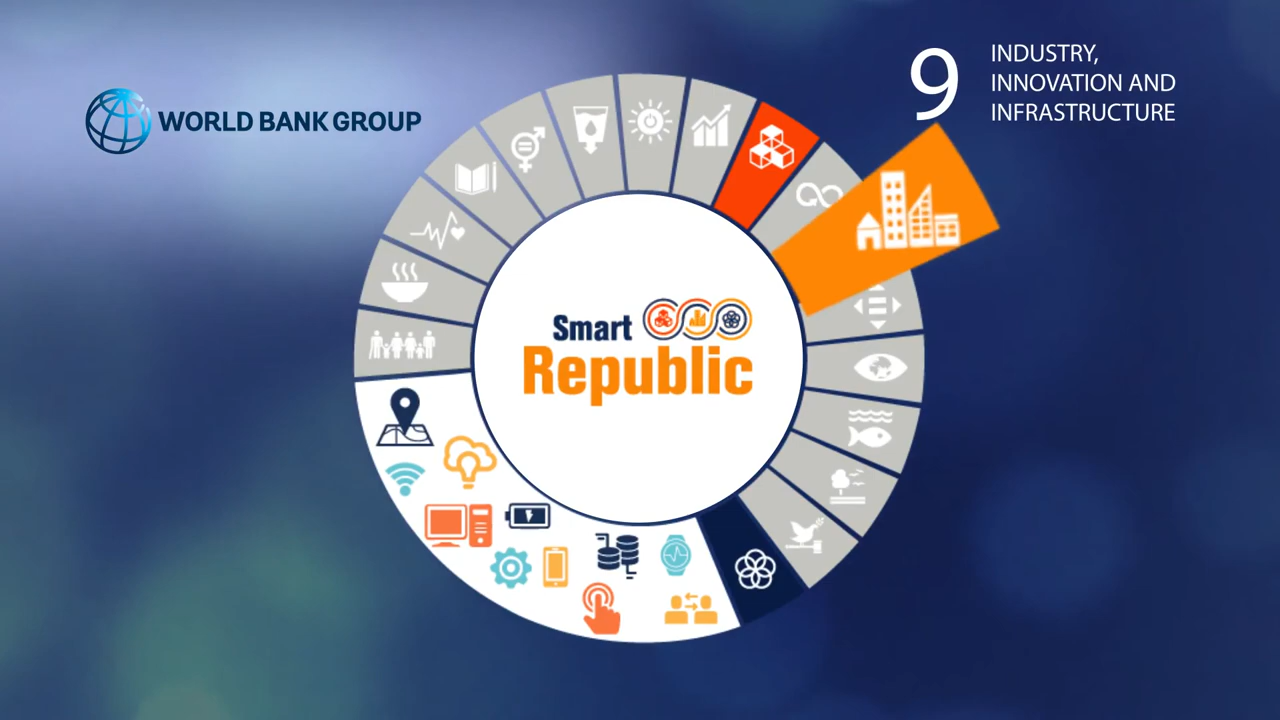 WORLD BANK GROUP
9
INDUSTRY,
INNOVATION AND
INFRASTRUCTURE
Smart
Republic